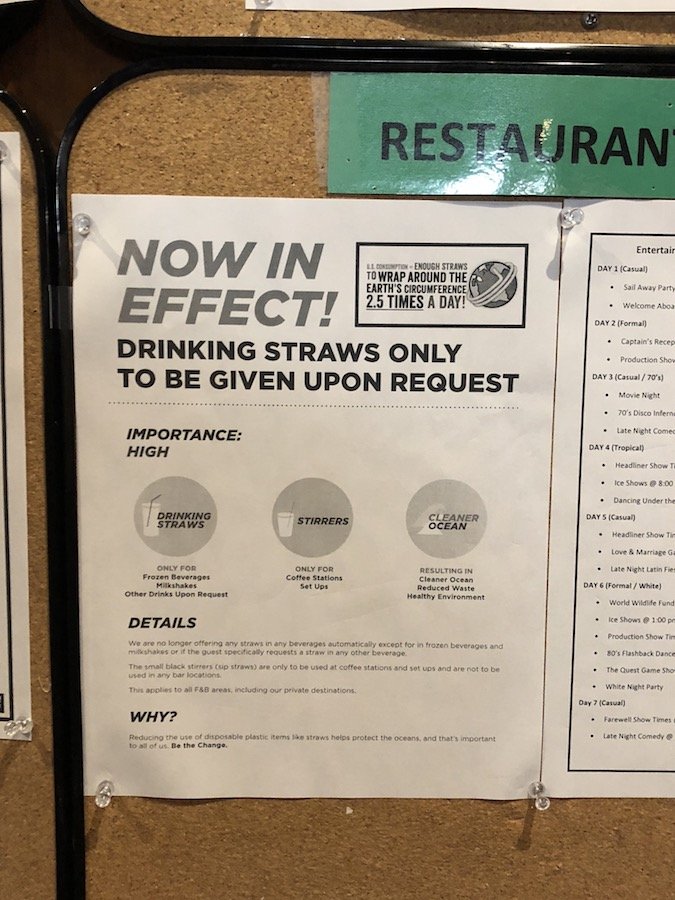 RESTAURANT
NOW IN
EFFECT!
U.S. CONSUMPTION = ENOUGH STRAWS
TO WRAP AROUND THE
EARTH'S CIRCUMFERENCE
2.5 TIMES A DAY!
DRINKING STRAWS ONLY
TO BE GIVEN UPON REQUEST
IMPORTANCE:
HIGH
DRINKING
STRAWS
ONLY FOR
Frozen Beverages
Milkshakes
Other Drinks Upon Request
STIRRERS
ONLY FOR
Coffee Stations
Set Ups
CLEANER
OCEAN
RESULTING IN
Cleaner Ocean
Reduced Waste
Healthy Environment
DETAILS
We are no longer offering any straws in any beverages automatically except for in frozen beverages and
milkshakes or if the guest specifically requests a straw in any other beverage.
The small black stirrers (sip straws) are only to be used at coffee stations and set ups and are not to be
used in any bar locations.
This applies to all F&B areas, including our private destinations.
WHY?
Reducing the use of disposable plastic items like straws helps protect the oceans, and that's important
to all of us. Be the Change.
Entertain
DAY 1 (Casual)
• Sail Away Party
• Welcome Aboa
DAY 2 (Formal)
• Captain's Recep
• Production Show
DAY 3 (Casual / 70's)
• Movie Night
• 70's Disco Inferno
• Late Night Comed
DAY 4 (Tropical)
• Headliner Show Ti
• Ice Shows @ 8:00
• Dancing Under the
DAY 5 (Casual)
• Headliner Show Tim
• Love & Marriage Ga
• Late Night Latin Fies
DAY 6 (Formal / White)
• World Wildlife Fund
• Ice Shows @ 1:00 pm
• Production Show Tim
• 80's Flashback Dance
• The Quest Game Show
• White Night Party
Day 7 (Casual)
• Farewell Show Times
• Late Night Comedy @